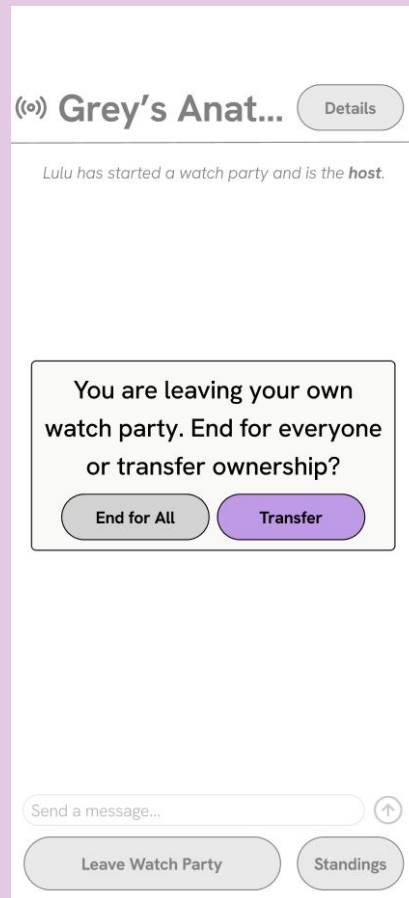 Grey's Anat...
Details
Lulu has started a watch party and is the host.
You are leaving your own
watch party. End for everyone
or transfer ownership?
End for All
Transfer
Send a message...
Leave Watch Party
Standings